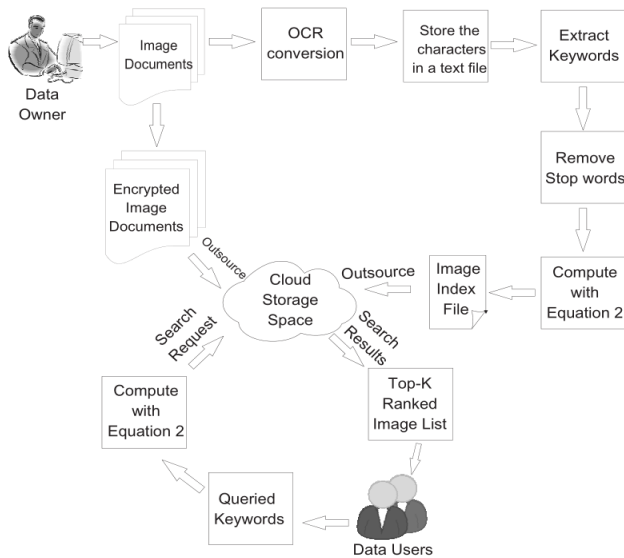 Data
Owner
Image
Documents
OCR
conversion
Store the
characters
in a text file
Extract
Keywords
Remove
Stop words
Compute
with
Equation 2
Image
Index
File
Outsource
Encrypted
Image
Documents
Outsource
Cloud
Storage
Space
Search
Request
Search
Results
Top-K
Ranked
Image List
Data Users
Queried
Keywords
Compute
with
Equation 2